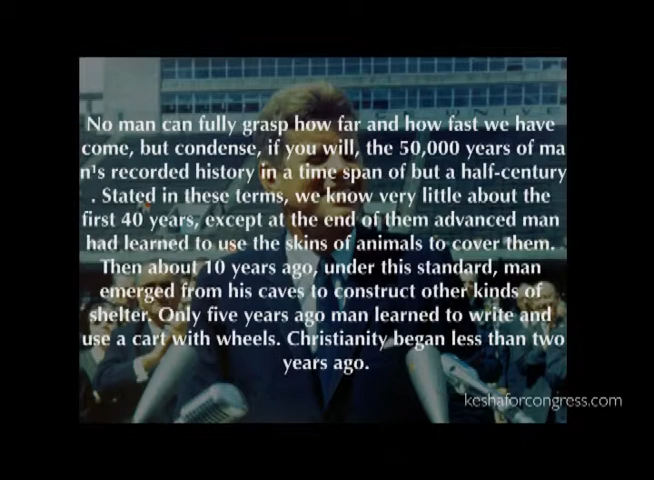 No man can fully grasp how far and how fast we have
come, but condense, if you will, the 50,000 years of ma
n's recorded history in a time span of but a half-century
. Stated in these terms, we know very little about the
first 40 years, except at the end of them advanced man
had learned to use the skins of animals to cover them.
Then about 10 years ago, under this standard, man
emerged from his caves to construct other kinds of
shelter. Only five years ago man learned to write and
use a cart with wheels. Christianity began less than two
years ago.
keshaforcongress.com